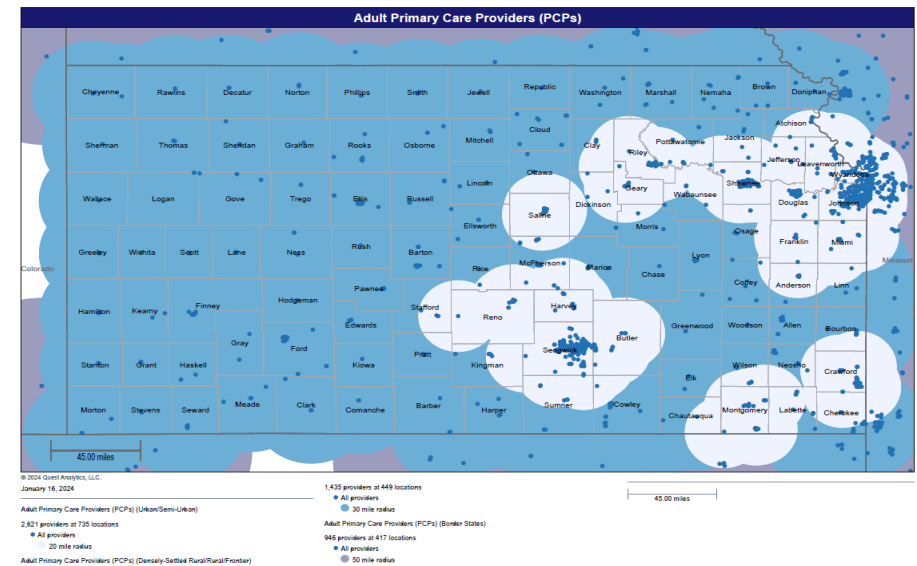 Adult Primary Care Providers (PCPs)
Cheyenne Rawlins Decatur Norton Phillips Smith Jewell Republic Washington Marshall Nemaha Brown Doniphan
Atchison
Sherman Thomas Sheridan Graham Rooks Osborne Mitchell Cloud Clay Riley Pottawatomie Jackson
Jefferson Leavenworth
Lincoln Ottawa Geary Shawnee Wyandotte
Wallace Logan Gove Trego Ellis Russell Saline Dickinson Wabaunsee Douglas Johnson
Ellsworth Morris Osage
Greeley Wichita Scott Lane Ness Rush Barton McPherson Marion Chase Lyon Franklin Miami
Colorado Rice Missouri
Pawnee Coffey Anderson Linn
Hamilton Kearny Finney Hodgeman Stafford Reno Harvey
Gray Ford Edwards Sedgwick Butler Greenwood Woodson Allen Bourbon
Stanton Grant Haskell Kiowa Pratt Kingman Wilson Neosho Crawford
Elk
Morton Stevens Seward Meade Clark Comanche Barber Harper Sumner Cowley Chautauqua Montgomery Labette Cherokee
45.00 miles
© 2024 Quest Analytics, LLC.
January 16, 2024
Adult Primary Care Providers (PCPs) (Urban/Semi-Urban)
2,621 providers at 735 locations
All providers
20 mile radius
Adult Primary Care Providers (PCPs) (Densely-Settled Rural/Rural/Frontier)
1,435 providers at 449 locations
All providers
30 mile radius
Adult Primary Care Providers (PCPs) (Border States)
946 providers at 417 locations
All providers
50 mile radius
45.00 miles